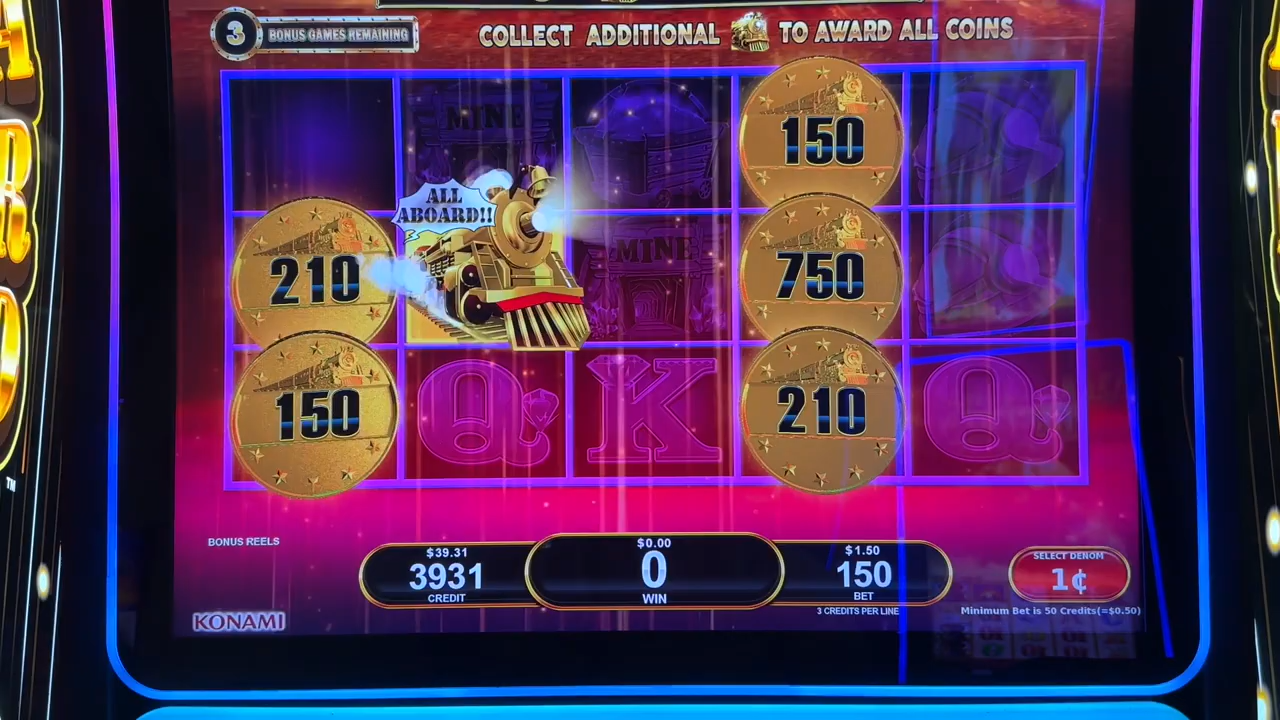 3 BONUS GAMES REMAINING
COLLECT ADDITIONAL TO AWARD ALL COINS
MINE
150
ALL
ABOARD!!
210
MINE
750
150
Q
K
210
Q
BONUS REELS
$39.31
3931
CREDIT
$0.00
0
WIN
$1.50
150
BET
3 CREDITS PER LINE
SELECT DENOM
1¢
Minimum Bet is 50 Credits(=$0.50)
KONAMI
TM